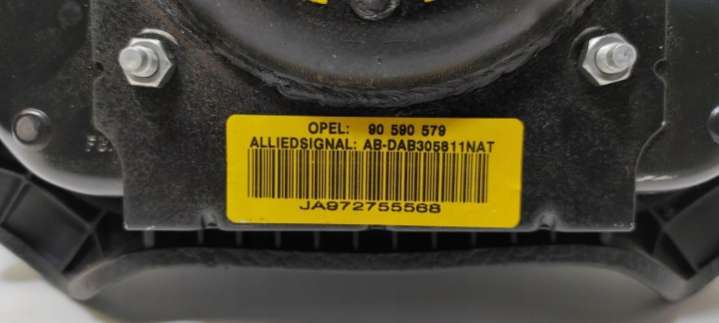 OPEL: 90 590 579
ALLIEDSIGNAL: AB-DAB305811NAT
JA972755568